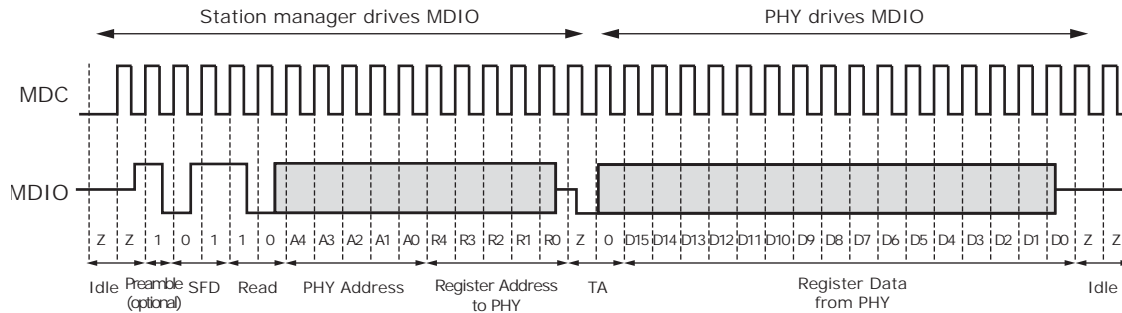 Station manager drives MDIO PHY drives MDIO
MDC
MDIO
Z Z 1 0 1 1 0 A4 A3 A2 A1 A0 R4 R3 R2 R1 R0 Z 0 D15 D14 D13 D12 D11 D10 D9 D8 D7 D6 D5 D4 D3 D2 D1 D0 Z Z
Idle Preamble (optional) SFD Read PHY Address Register Address to PHY TA Register Data from PHY Idle